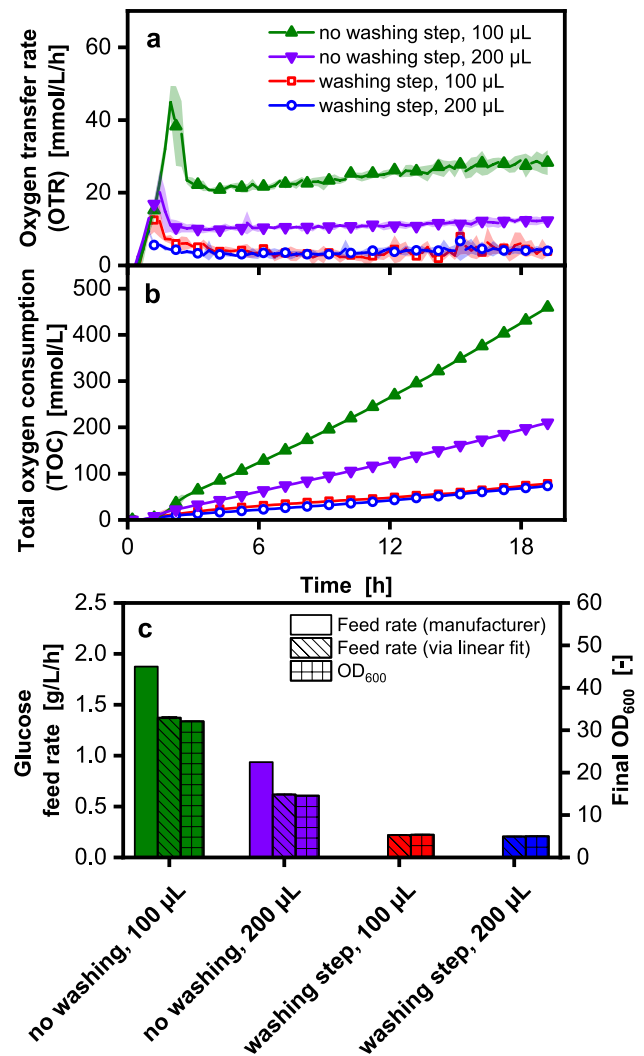 a
60
40
20
0
Oxygen transfer rate
(OTR) [mmol/L/h]
no washing step, 100 µL
no washing step, 200 µL
washing step, 100 µL
washing step, 200 µL
b
500
400
300
200
100
0
Total oxygen consumption
(TOC) [mmol/L]
0
6
12
18
Time [h]
c
2.5
2.0
1.5
1.0
0.5
0.0
Glucose
feed rate [g/L/h]
Feed rate (manufacturer)
Feed rate (via linear fit)
OD600
60
50
40
30
20
10
0
Final OD600 [-]
no washing, 100 µL
no washing, 200 µL
washing step, 100 µL
washing step, 200 µL